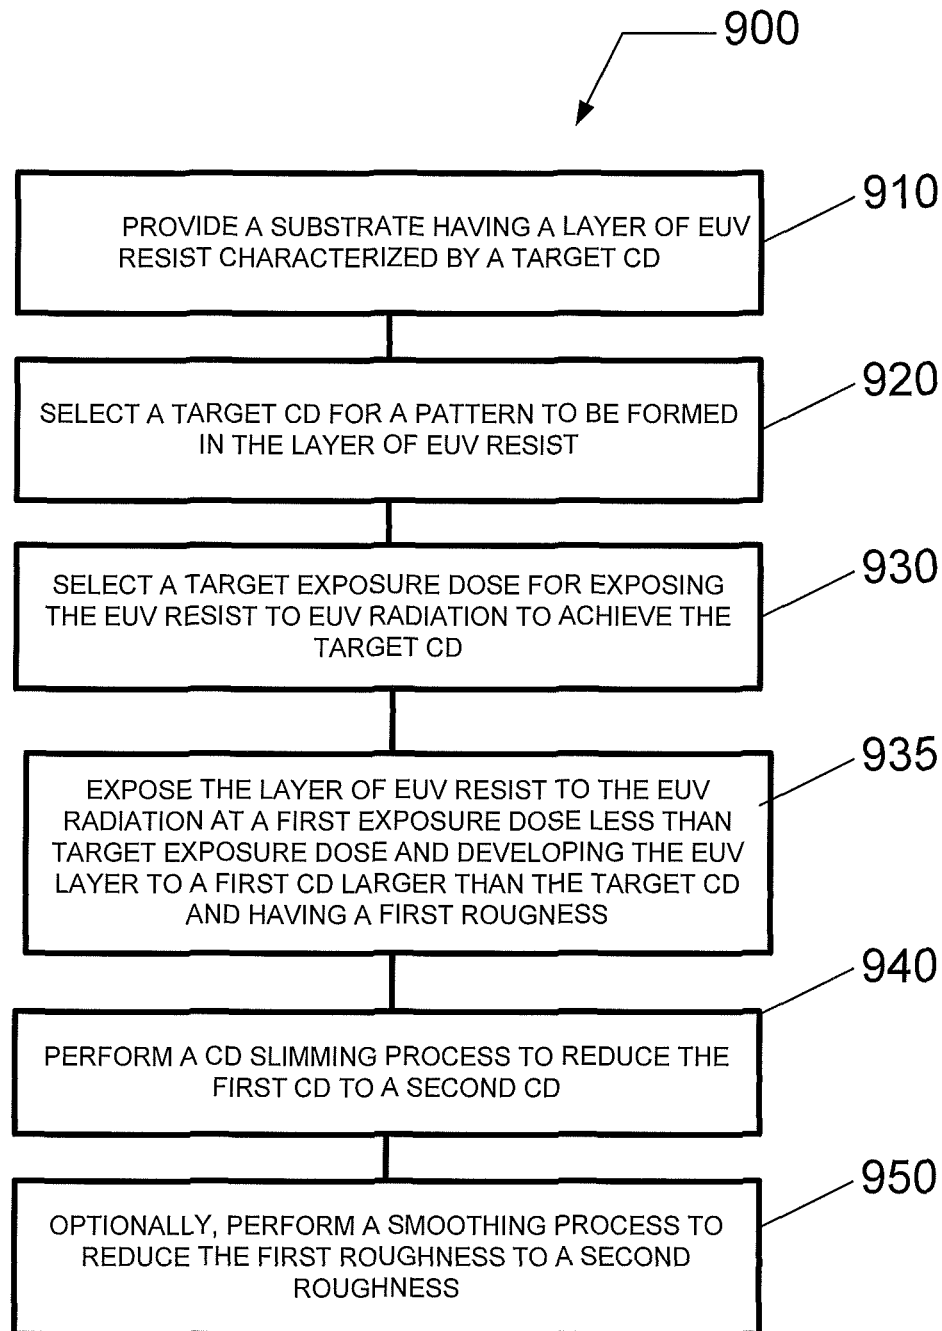 900
910
PROVIDE A SUBSTRATE HAVING A LAYER OF EUV
RESIST CHARACTERIZED BY A TARGET CD
920
SELECT A TARGET CD FOR A PATTERN TO BE FORMED
IN THE LAYER OF EUV RESIST
930
SELECT A TARGET EXPOSURE DOSE FOR EXPOSING
THE EUV RESIST TO EUV RADIATION TO ACHIEVE THE
TARGET CD
935
EXPOSE THE LAYER OF EUV RESIST TO THE EUV
RADIATION AT A FIRST EXPOSURE DOSE LESS THAN
TARGET EXPOSURE DOSE AND DEVELOPING THE EUV
LAYER TO A FIRST CD LARGER THAN THE TARGET CD
AND HAVING A FIRST ROUGNESS
940
PERFORM A CD SLIMMING PROCESS TO REDUCE THE
FIRST CD TO A SECOND CD
950
OPTIONALLY, PERFORM A SMOOTHING PROCESS TO
REDUCE THE FIRST ROUGHNESS TO A SECOND
ROUGHNESS